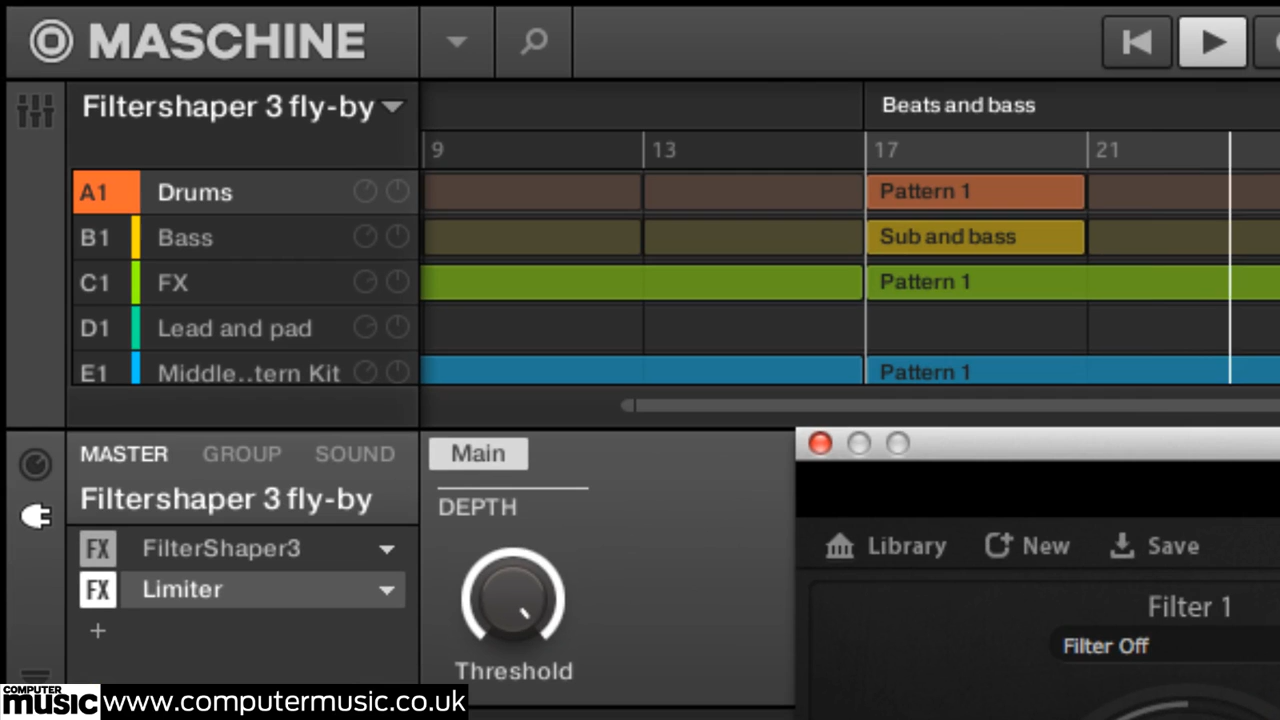 MASCHINE
Filtershaper 3 fly-by
Beats and bass
9 13 17 21
A1 Drums Pattern 1
B1 Bass Sub and bass
C1 FX Pattern 1
D1 Lead and pad
E1 Middle..tern Kit Pattern 1
MASTER GROUP SOUND
Filtershaper 3 fly-by
FX FilterShaper3
FX Limiter
+
Main
DEPTH
Threshold
Library New Save
Filter 1
Filter Off
COMPUTER
music www.computermusic.co.uk